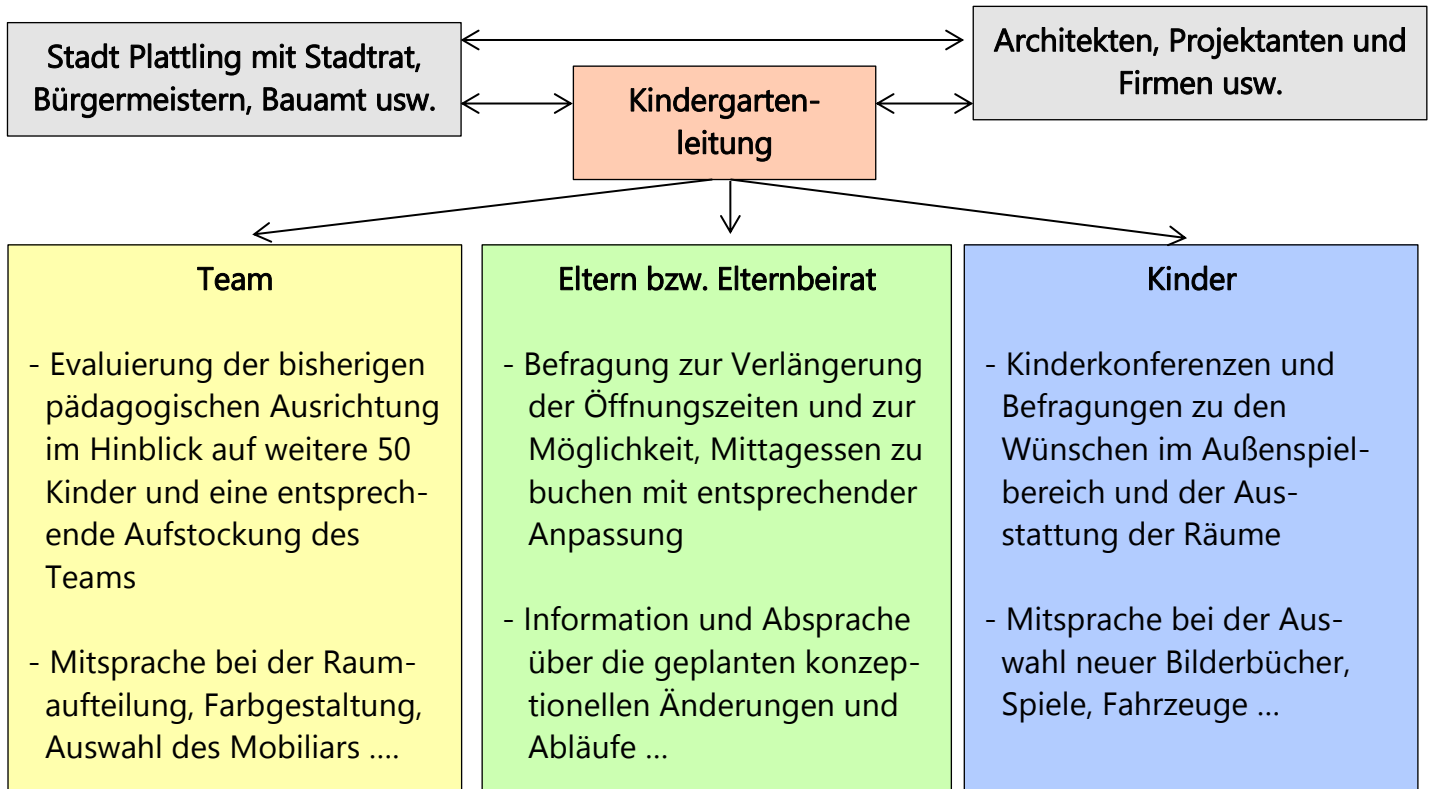 Stadt Plattling mit Stadtrat,
Bürgermeistern, Bauamt usw.
Architekten, Projektanten und
Firmen usw.
Kindergarten-
leitung
Team
- Evaluierung der bisherigen
pädagogischen Ausrichtung
im Hinblick auf weitere 50
Kinder und eine entsprech-
ende Aufstockung des
Teams
- Mitsprache bei der Raum-
aufteilung, Farbgestaltung,
Auswahl des Mobiliars ....
Eltern bzw. Elternbeirat
- Befragung zur Verlängerung
der Öffnungszeiten und zur
Möglichkeit, Mittagessen zu
buchen mit entsprechender
Anpassung
- Information und Absprache
über die geplanten konzep-
tionellen Änderungen und
Abläufe ...
Kinder
- Kinderkonferenzen und
Befragungen zu den
Wünschen im Außenspiel-
bereich und der Aus-
stattung der Räume
- Mitsprache bei der Aus-
wahl neuer Bilderbücher,
Spiele, Fahrzeuge ...